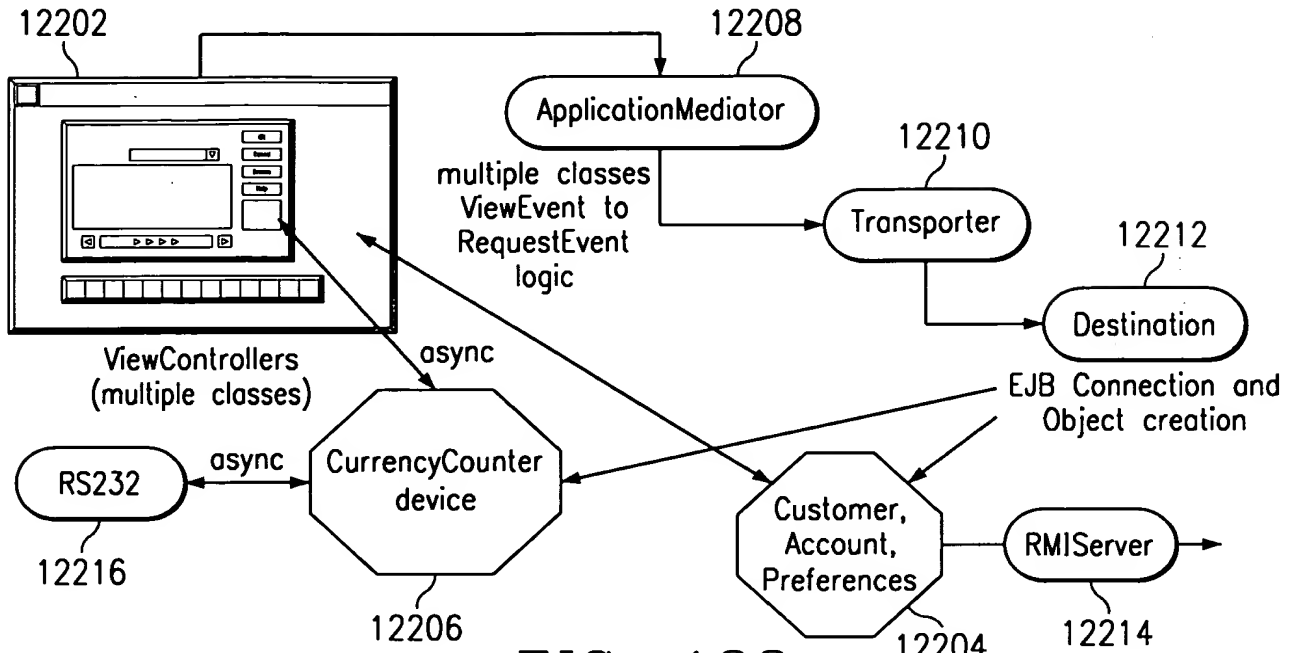 12202
12208
ApplicationMediator
12210
multiple classes
ViewEvent to
RequestEvent
logic
Transporter
12212
Destination
ViewControllers
(multiple classes)
async
EJB Connection and
Object creation
RS232
async
CurrencyCounter
device
Customer,
Account,
Preferences
RMIServer
12216
12206
12204
12214
Help